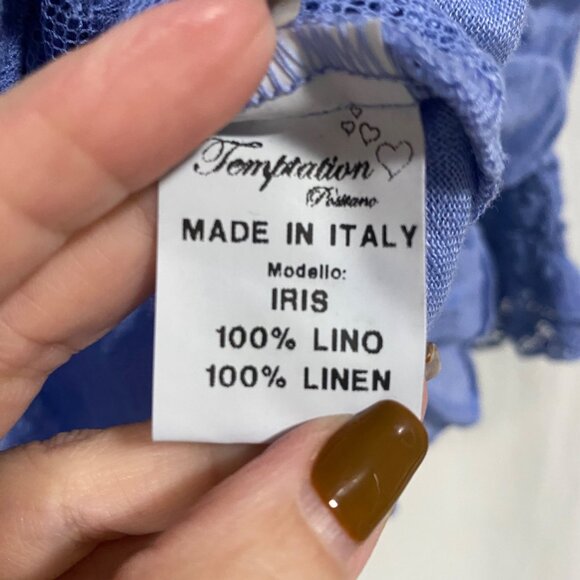 Temptation
Positano
MADE IN ITALY
Modello:
IRIS
100% LINO
100% LINEN